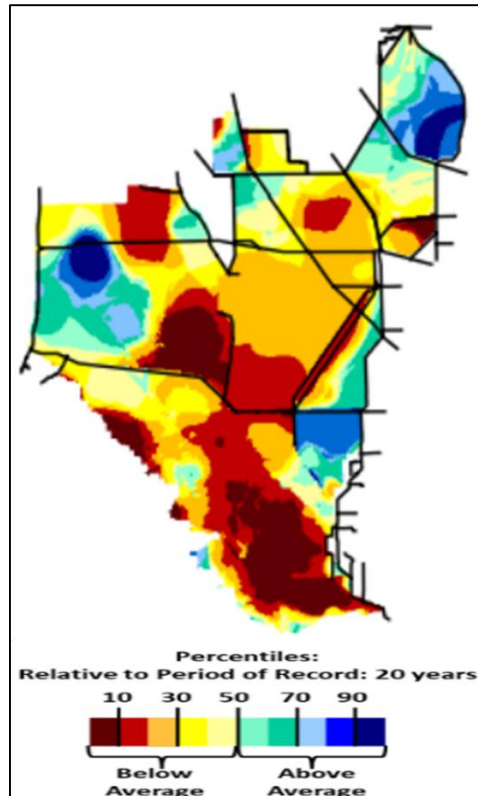 Percentiles:
Relative to Period of Record: 20 years
10 30 50 70 90
Below Above
Average Average